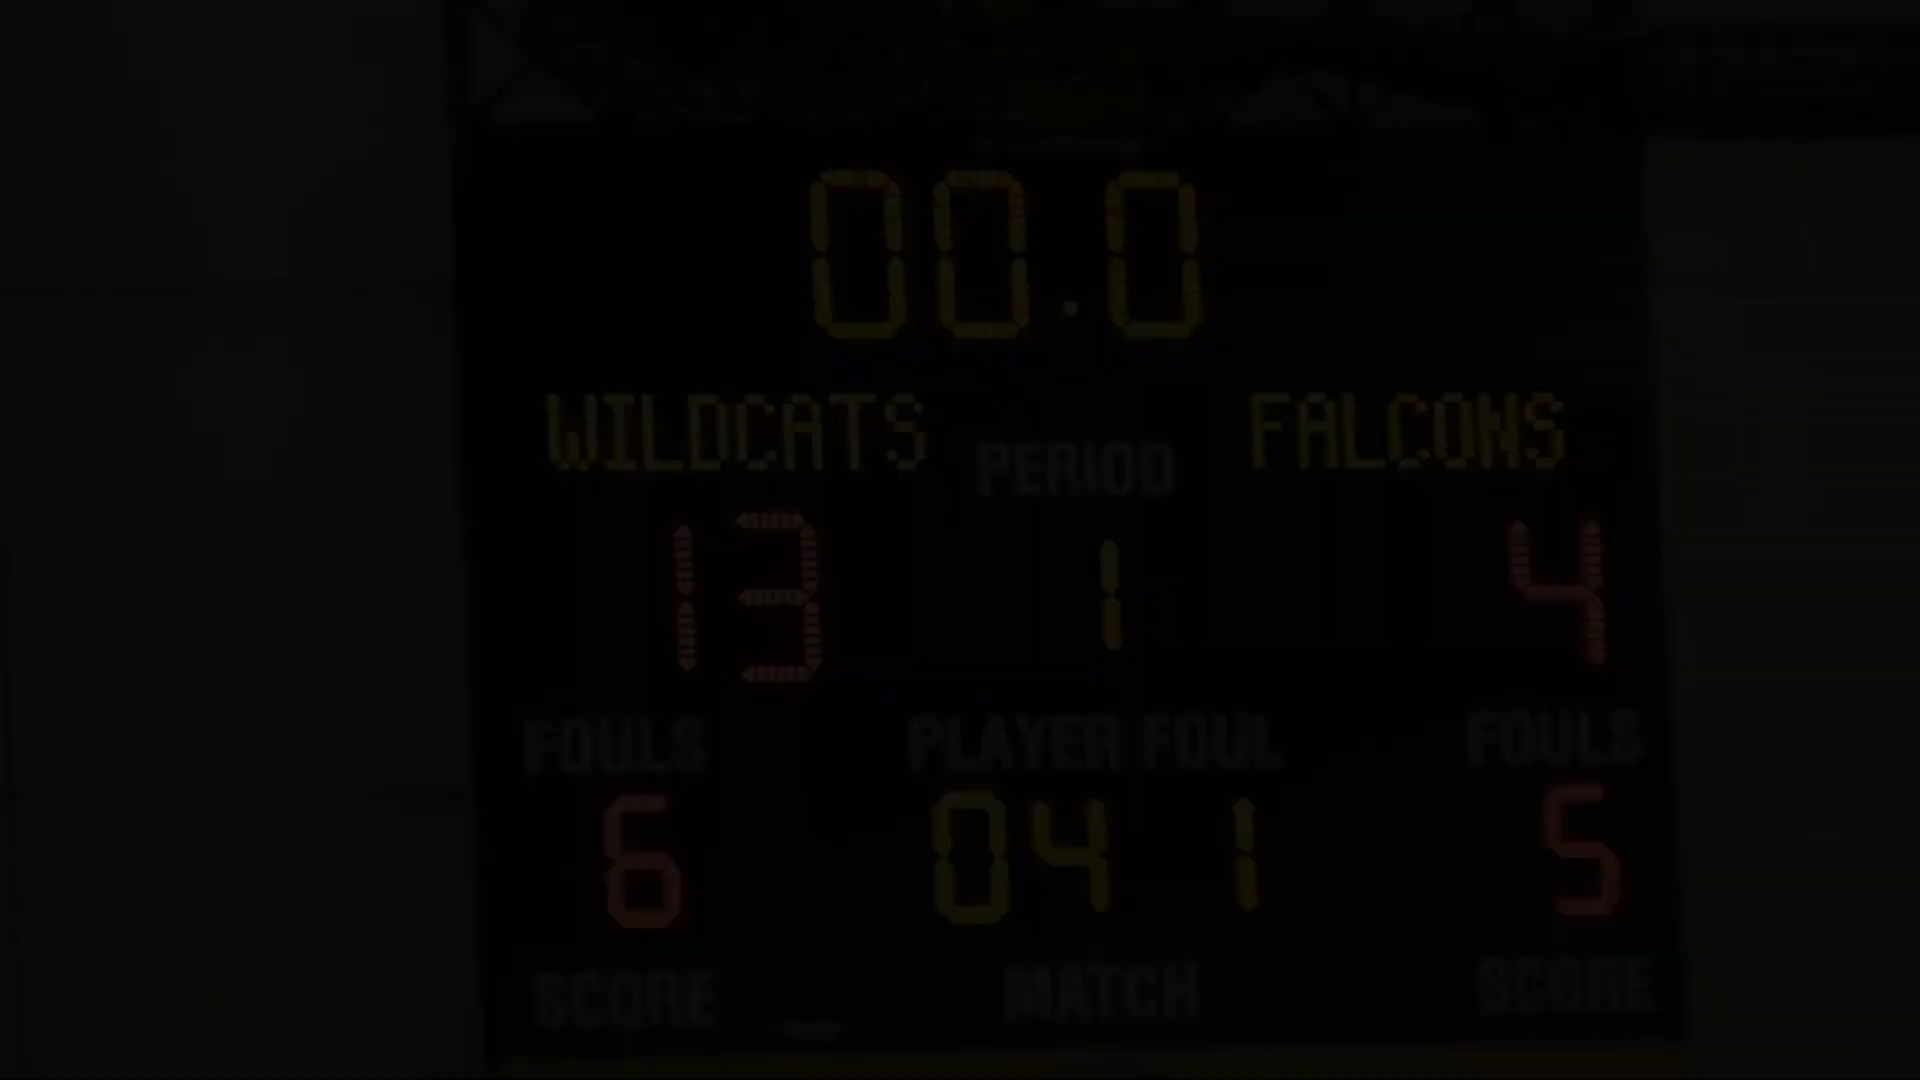 00.0
WILDCATS FALCONS
PERIOD
13 1 4
FOULS PLAYER FOUL FOULS
6 04 1 5
SCORE MATCH SCORE